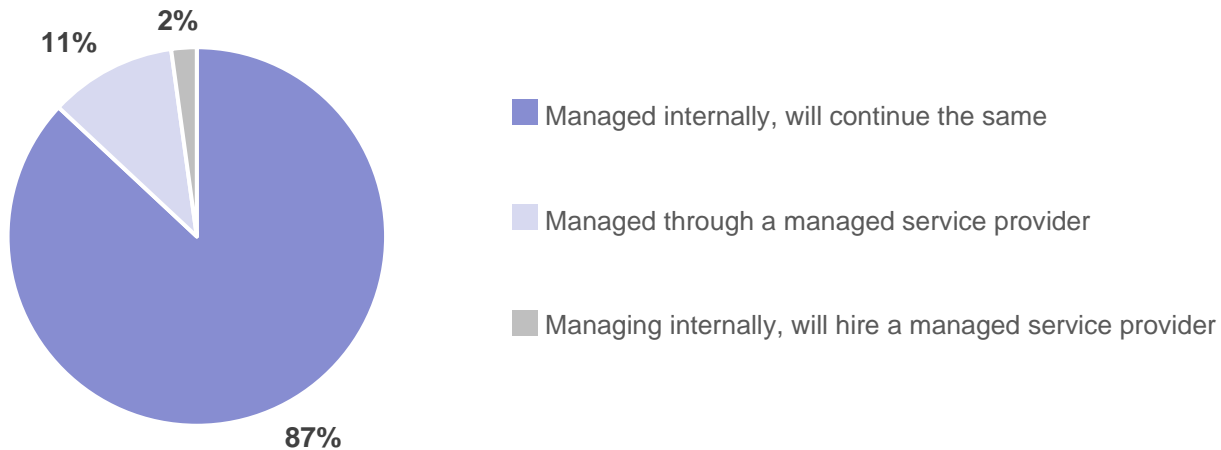 2%
11%
Managed internally, will continue the same
Managed through a managed service provider
Managing internally, will hire a managed service provider
87%